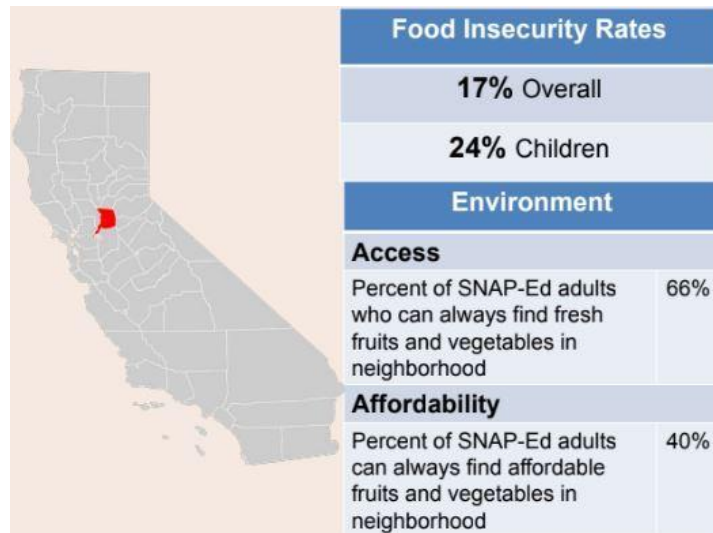 Food Insecurity Rates
17% Overall
24% Children
Environment
Access
Percent of SNAP-Ed adults 66%
who can always find fresh
fruits and vegetables in
neighborhood
Affordability
Percent of SNAP-Ed adults 40%
can always find affordable
fruits and vegetables in
neighborhood